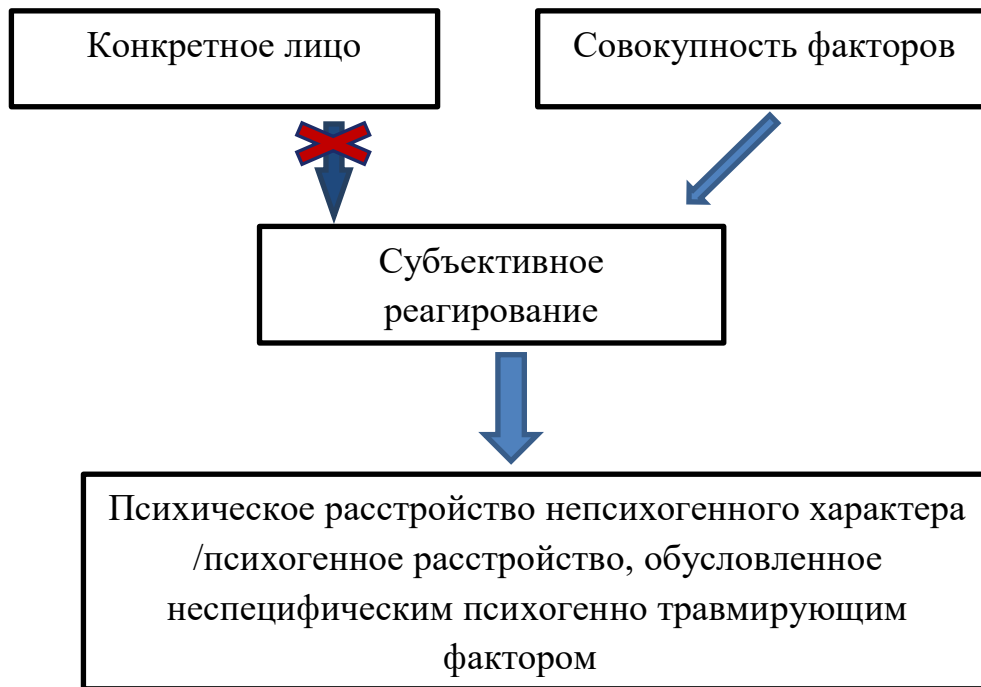 Конкретное лицо
Совокупность факторов
Субъективное
реагирование
Психическое расстройство непсихогенного характера
/психогенное расстройство, обусловленное
неспецифическим психогенно травмирующим
фактором